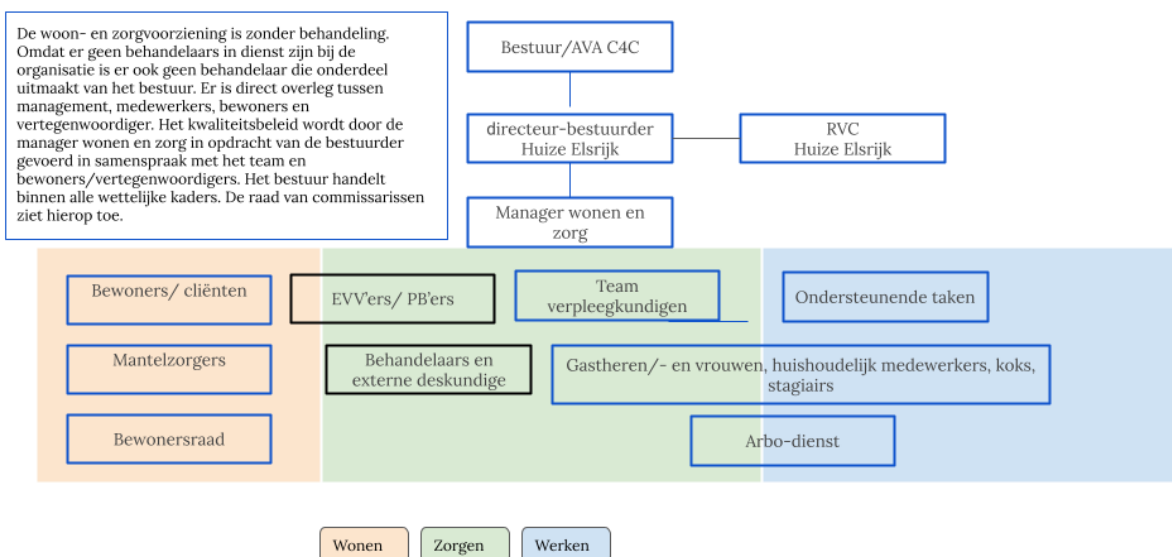 De woon- en zorgvoorziening is zonder behandeling.
Omdat er geen behandelaars in dienst zijn bij de
organisatie is er ook geen behandelaar die onderdeel
uitmaakt van het bestuur. Er is direct overleg tussen
management, medewerkers, bewoners en
vertegenwoordiger. Het kwaliteitsbeleid wordt door de
manager wonen en zorg in opdracht van de bestuurder
gevoerd in samenspraak met het team en
bewoners/vertegenwoordigers. Het bestuur handelt
binnen alle wettelijke kaders. De raad van commissarissen
ziet hierop toe.
Bestuur/AVA C4C
directeur-bestuurder
Huize Elsrijk
RVC
Huize Elsrijk
Manager wonen en
zorg
Bewoners/ cliënten
EVV'ers/ PB'ers
Team
verpleegkundigen
Ondersteunende taken
Mantelzorgers
Behandelaars en
externe deskundige
Gastheren/- en vrouwen, huishoudelijk medewerkers, koks,
stagiairs
Bewonersraad
Arbo-dienst
Wonen
Zorgen
Werken